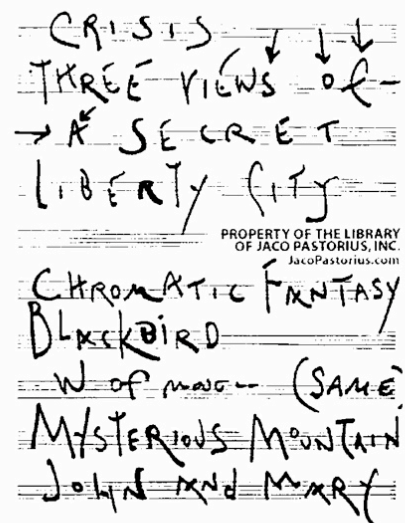 CRISIS
THREE VIEWS OF
→ A SECRET
LIBERTY CITY
PROPERTY OF THE LIBRARY
OF JACO PASTORIUS, INC.
JacoPastorius.com
CHROMATIC FANTASY
BLACKBIRD
W OF -- (SAME)
MYSTERIOUS MOUNTAIN
JOHN AND MARY